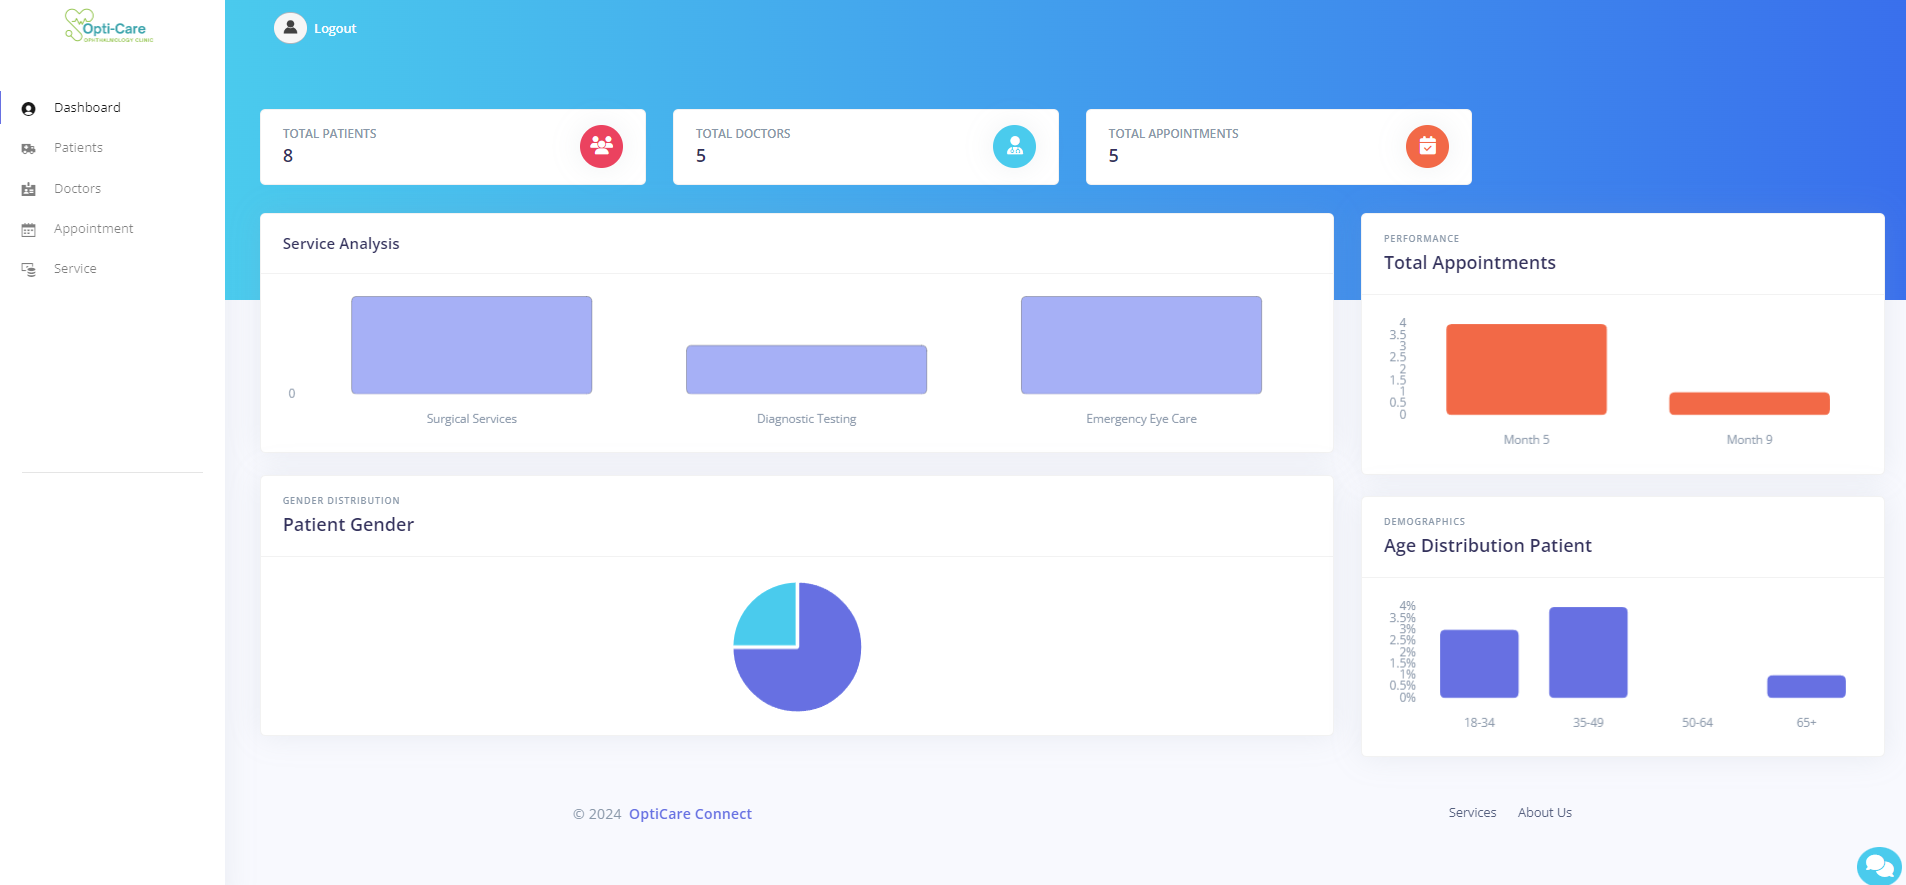 Opti-Care
OPHTHALNOLOGY CLINIC
Logout
Dashboard
Patients
Doctors
Appointment
Service
TOTAL PATIENTS
8
TOTAL DOCTORS
5
TOTAL APPOINTMENTS
5
Service Analysis
0
Surgical Services
Diagnostic Testing
Emergency Eye Care
PERFORMANCE
Total Appointments
4
3.5
3
2.5
2
1.5
1
0.5
0
Month 5
Month 9
GENDER DISTRIBUTION
Patient Gender
DEMOGRAPHICS
Age Distribution Patient
4%
3.5%
3%
2.5%
2%
1.5%
1%
0.5%
0%
18-34
35-49
50-64
65+
© 2024 OptiCare Connect
Services
About Us